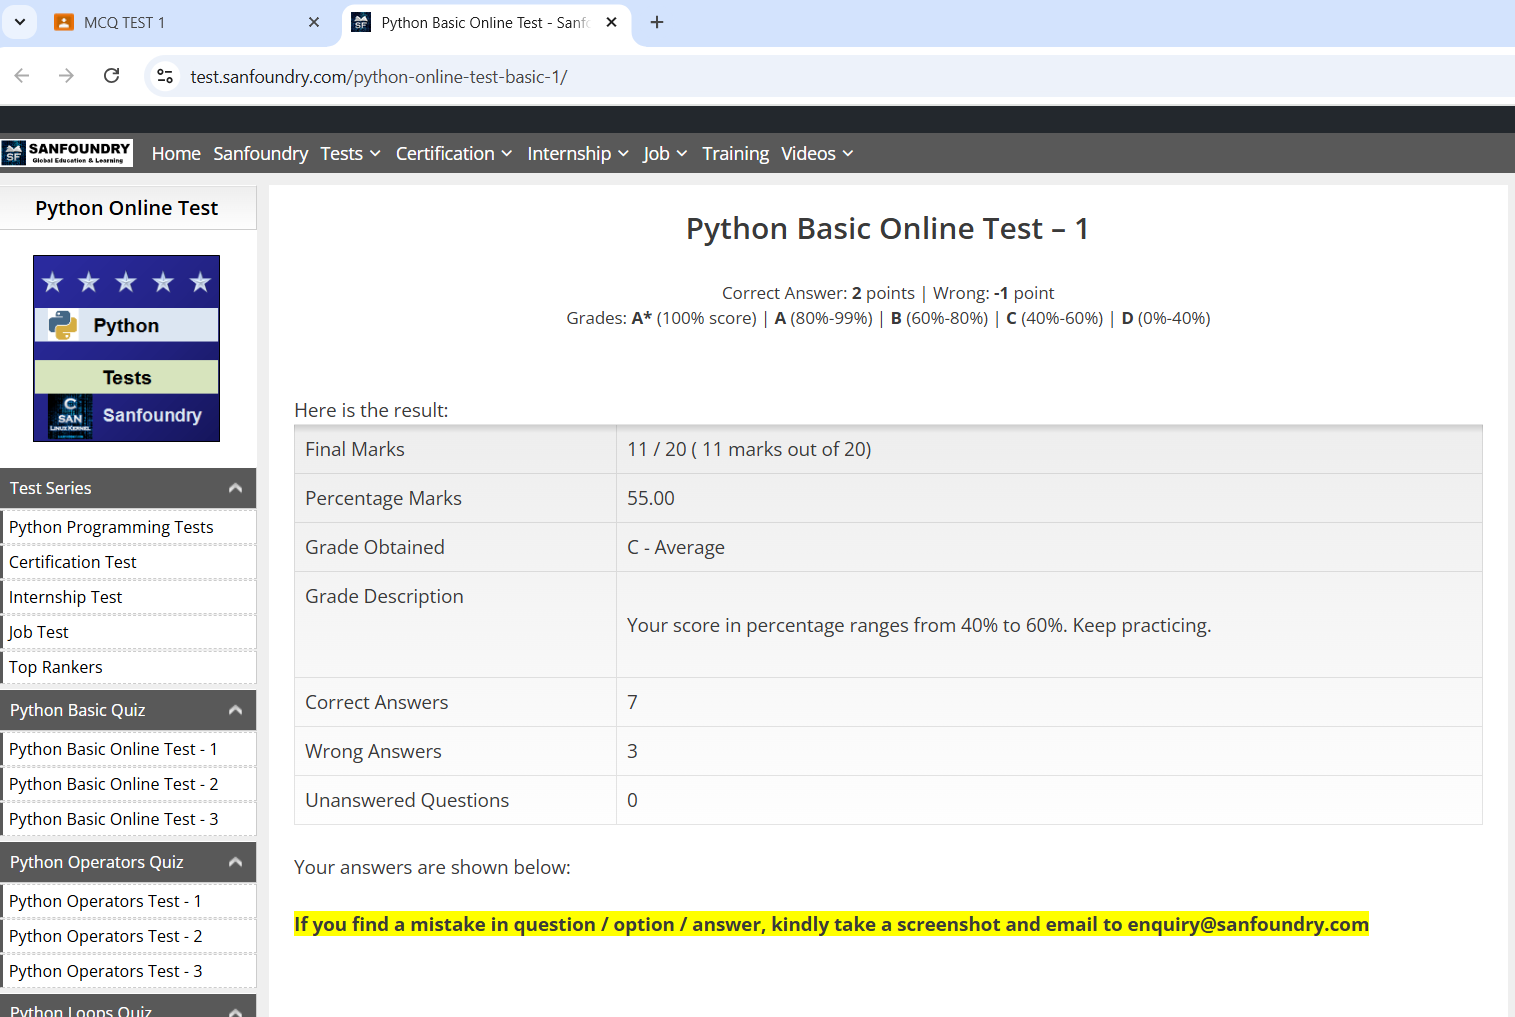 MCQ TEST 1
Python Basic Online Test - Sanf
test.sanfoundry.com/python-online-test-basic-1/
SF SANFOUNDRY
Global Education & Learning
Home Sanfoundry Tests Certification Internship Job Training Videos
Python Online Test
Python
Tests
C
SAN
LINUX KERNEL
Sanfoundry
Test Series
Python Programming Tests
Certification Test
Internship Test
Job Test
Top Rankers
Python Basic Quiz
Python Basic Online Test - 1
Python Basic Online Test - 2
Python Basic Online Test - 3
Python Operators Quiz
Python Operators Test - 1
Python Operators Test - 2
Python Operators Test - 3
Python Loops Quiz
Python Basic Online Test – 1
Correct Answer: 2 points | Wrong: -1 point
Grades: A* (100% score) | A (80%-99%) | B (60%-80%) | C (40%-60%) | D (0%-40%)
Here is the result:
Final Marks 11 / 20 ( 11 marks out of 20)
Percentage Marks 55.00
Grade Obtained C - Average
Grade Description Your score in percentage ranges from 40% to 60%. Keep practicing.
Correct Answers 7
Wrong Answers 3
Unanswered Questions 0
Your answers are shown below:
If you find a mistake in question / option / answer, kindly take a screenshot and email to enquiry@sanfoundry.com